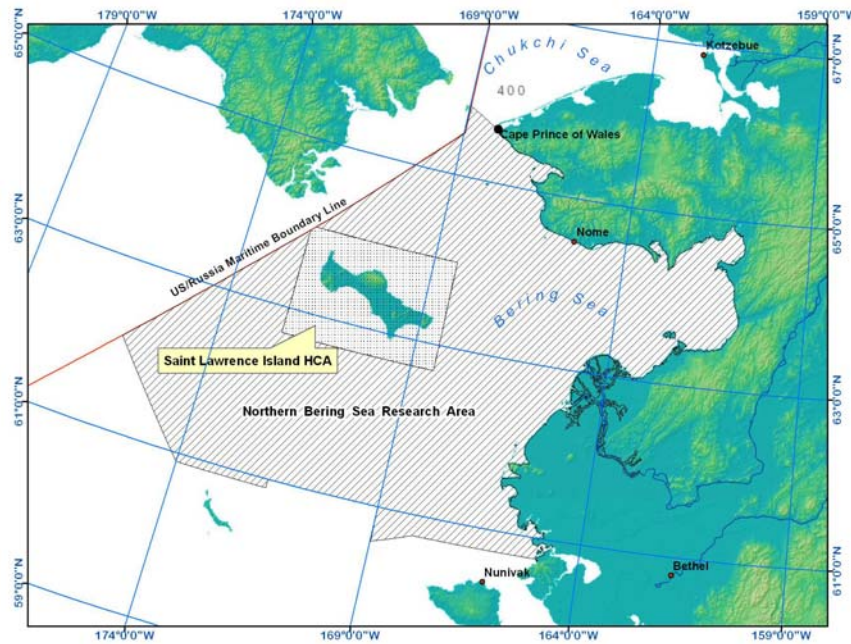 179°0'0"W
174°0'0"W
169°0'0"W
164°0'0"W
159°0'0"W
65°0'0"N
67°0'0"N
Kotzebue
Chukchi Sea
400
Cape Prince of Wales
63°0'0"N
65°0'0"N
Nome
US/Russia Maritime Boundary Line
Bering Sea
Saint Lawrence Island HCA
61°0'0"N
63°0'0"N
Northern Bering Sea Research Area
59°0'0"N
61°0'0"N
Nunivak
Bethel
174°0'0"W
169°0'0"W
164°0'0"W
159°0'0"W